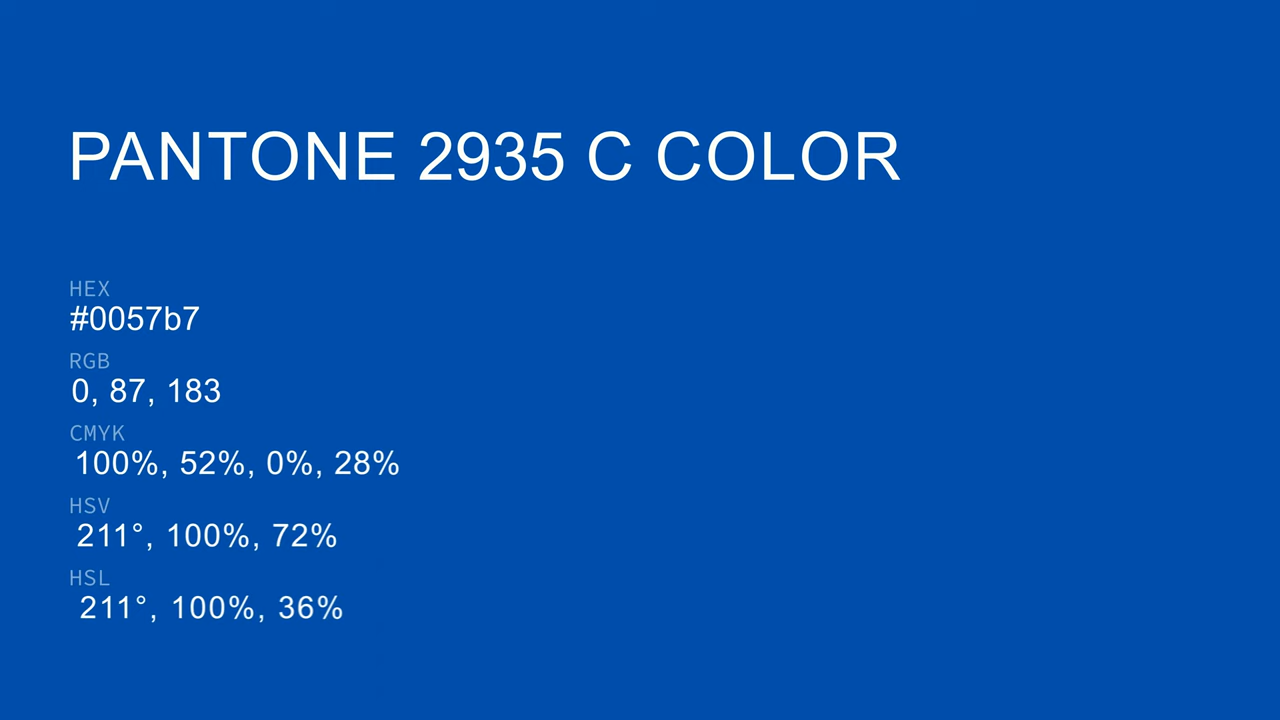 PANTONE 2935 C COLOR
HEX
#0057b7
RGB
0, 87, 183
CMYK
100%, 52%, 0%, 28%
HSV
211°, 100%, 72%
HSL
211°, 100%, 36%